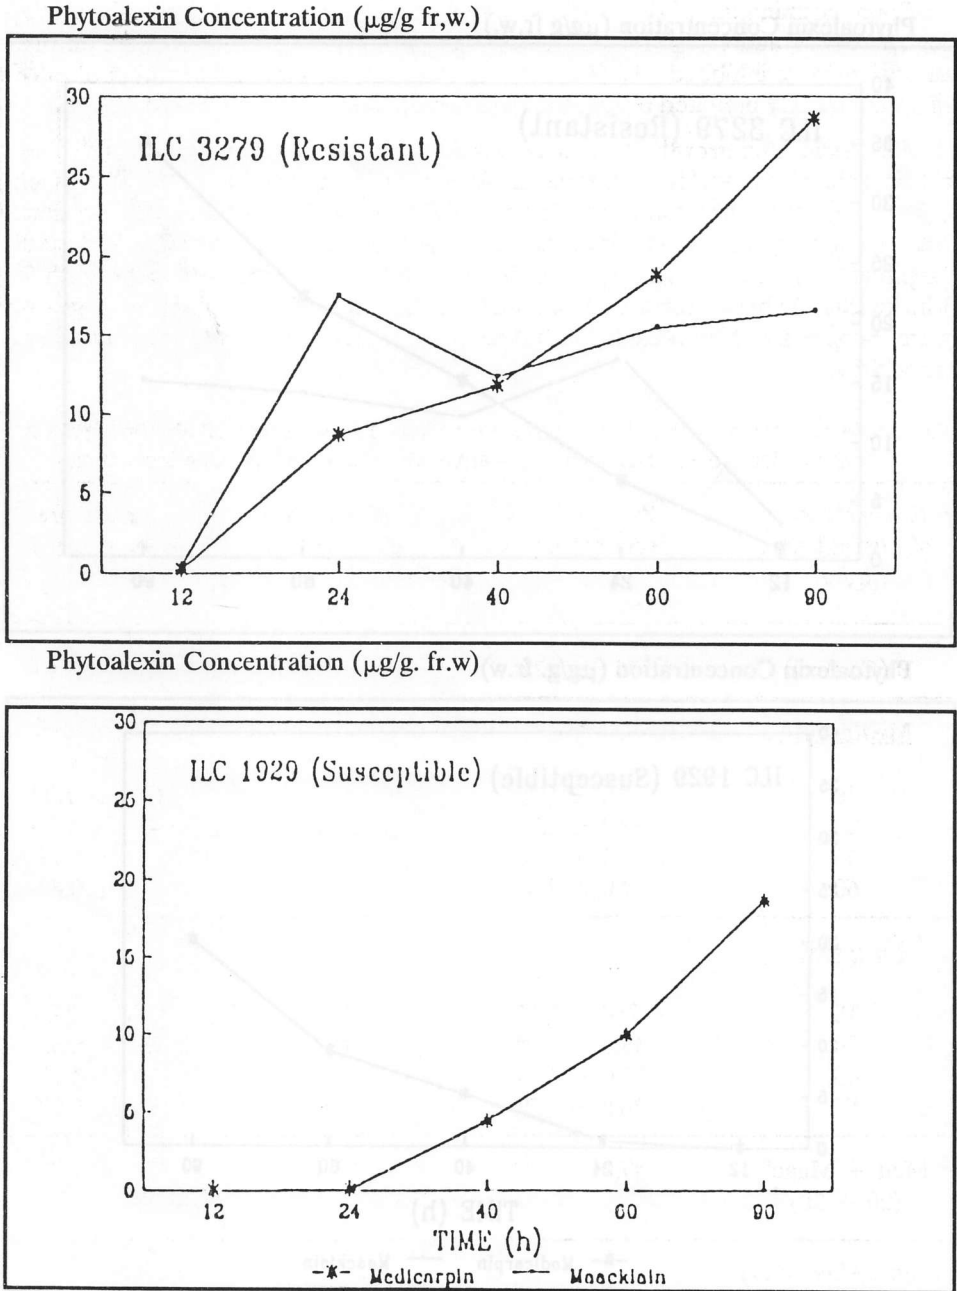 Phytoalexin Concentration (μg/g fr,w.)
30
ILC 3279 (Resistant)
25
20
15
10
5
0
12 24 40 60 90
Phytoalexin Concentration (μg/g. fr.w)
30
ILC 1929 (Susceptible)
25
20
15
10
5
0
12 24 40 60 90
TIME (h)
Medicarpin Maackiain